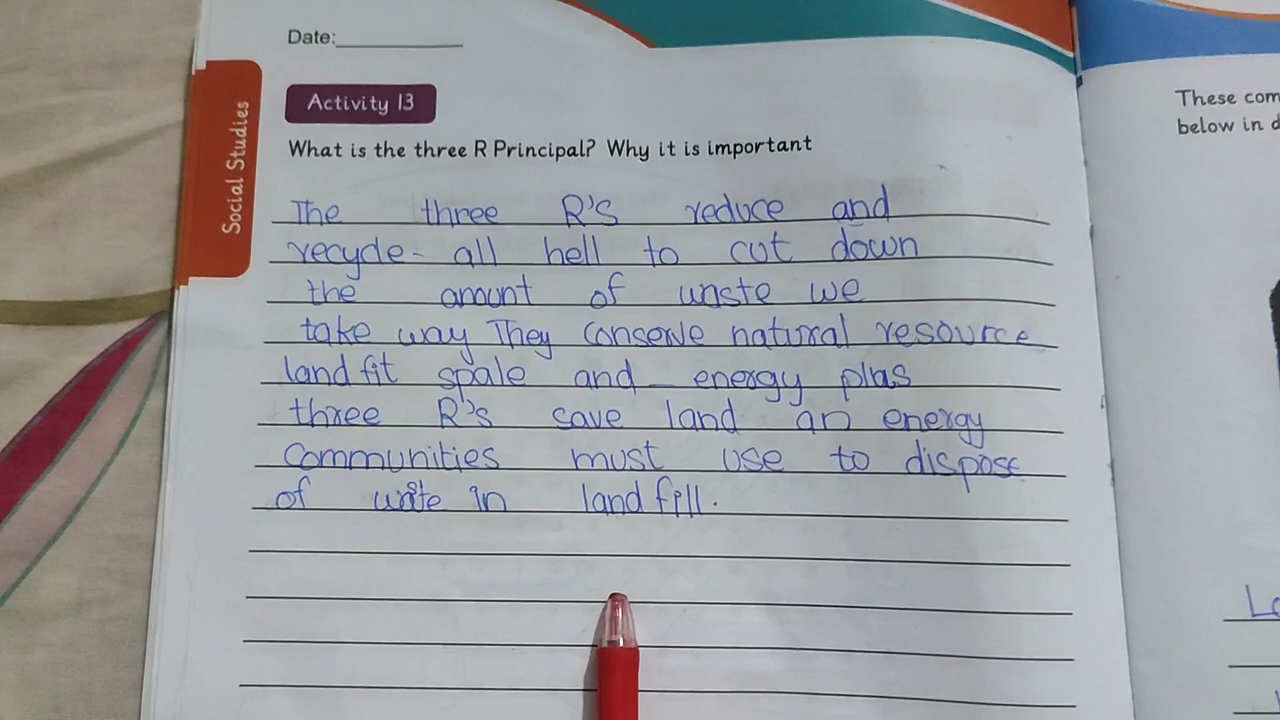 Date:
Social Studies
Activity 13
What is the three R Principal? Why it is important
The three R'S reduce and
recycle- all hell to cut down
the anount of waste we
take way They conserve natural resource
land fit spale and energy plas
three R's save land an energy
Communities must use to dispose
of waite in land fill.
These com
below in d